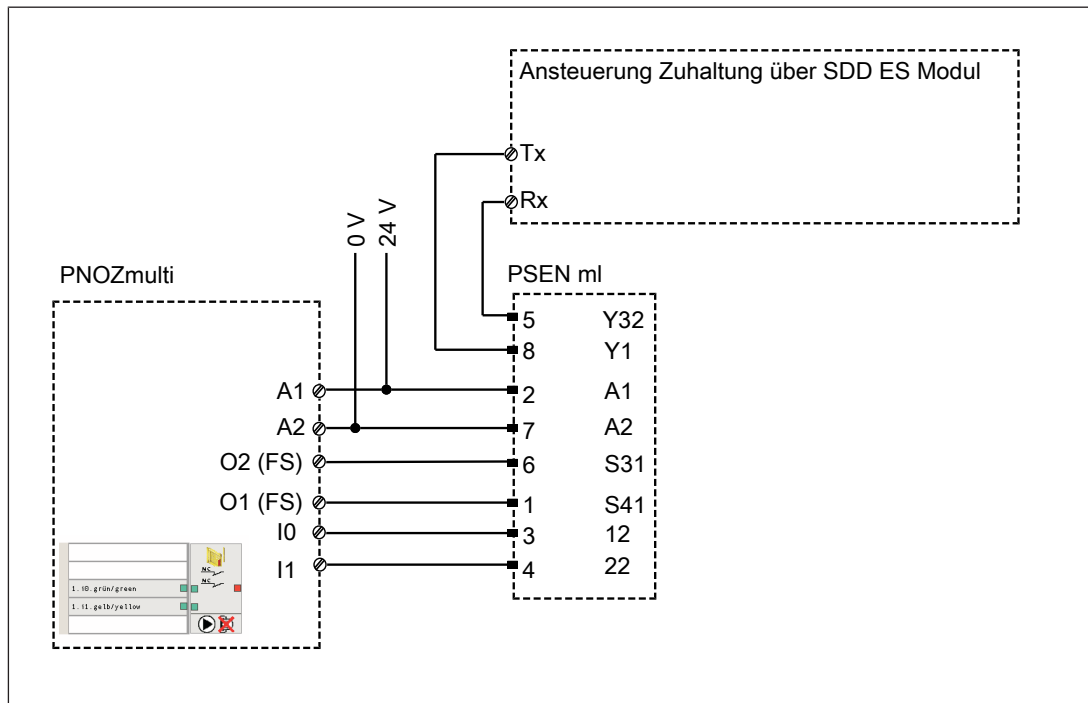 Ansteuerung Zuhaltung über SDD ES Modul
Tx
Rx
0 V
24 V
PNOZmulti
PSEN ml
5 Y32
8 Y1
A1 2 A1
A2 7 A2
O2 (FS) 6 S31
O1 (FS) 1 S41
I0 3 12
I1 4 22
NC
NC
1.i0.grün/green
1.i1.gelb/yellow